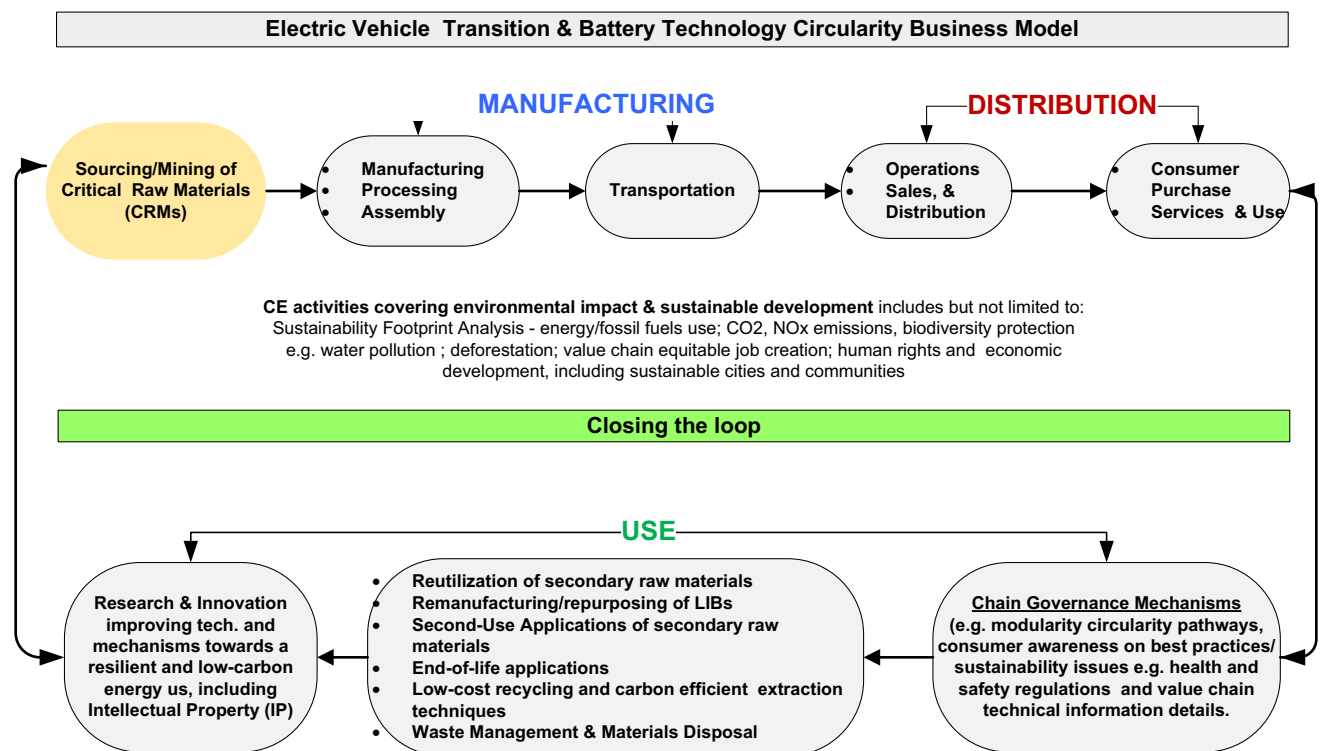 Electric Vehicle Transition & Battery Technology Circularity Business Model
MANUFACTURING
DISTRIBUTION
Sourcing/Mining of
Critical Raw Materials
(CRMs)
• Manufacturing
• Processing
• Assembly
Transportation
• Operations
• Sales, &
• Distribution
• Consumer
Purchase
• Services & Use
CE activities covering environmental impact & sustainable development includes but not limited to:
Sustainability Footprint Analysis - energy/fossil fuels use; CO2, NOx emissions, biodiversity protection
e.g. water pollution ; deforestation; value chain equitable job creation; human rights and economic
development, including sustainable cities and communities
Closing the loop
USE
Research & Innovation
improving tech. and
mechanisms towards a
resilient and low-carbon
energy us, including
Intellectual Property (IP)
• Reutilization of secondary raw materials
• Remanufacturing/repurposing of LIBs
• Second-Use Applications of secondary raw
materials
• End-of-life applications
• Low-cost recycling and carbon efficient extraction
techniques
• Waste Management & Materials Disposal
Chain Governance Mechanisms
(e.g. modularity circularity pathways,
consumer awareness on best practices/
sustainability issues e.g. health and
safety regulations and value chain
technical information details.